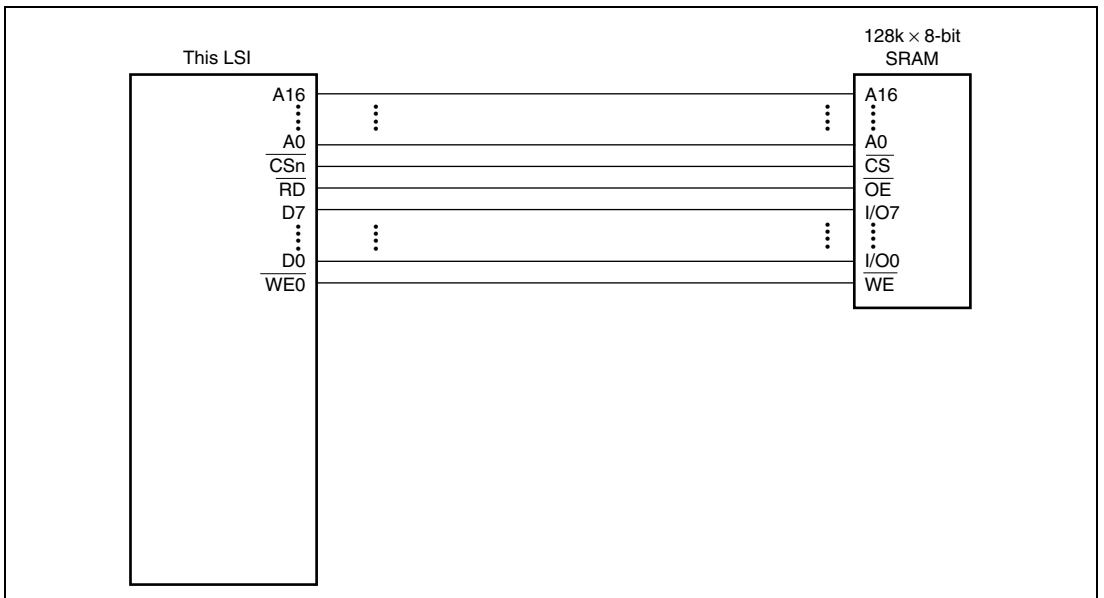 This LSI
A16
A0
CSn
RD
D7
D0
WE0
128k × 8-bit
SRAM
A16
A0
CS
OE
I/O7
I/O0
WE